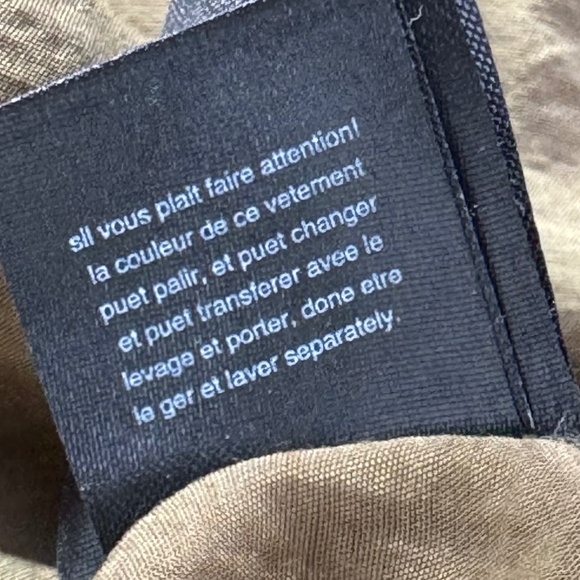 sil vous plait faire attention!
la couleur de ce vetement
puet palir, et puet changer
et puet transferer avee le
levage et porter, done etre
le ger et laver separately.